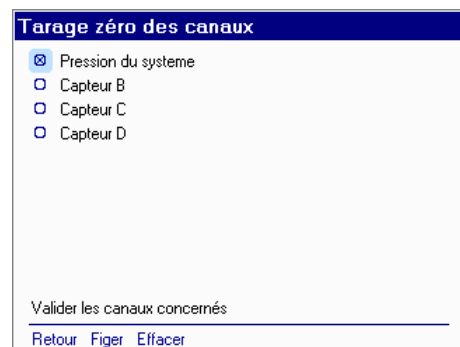 Tarage zéro des canaux
Pression du systeme
Capteur B
Capteur C
Capteur D
Valider les canaux concernés
Retour Figer Effacer